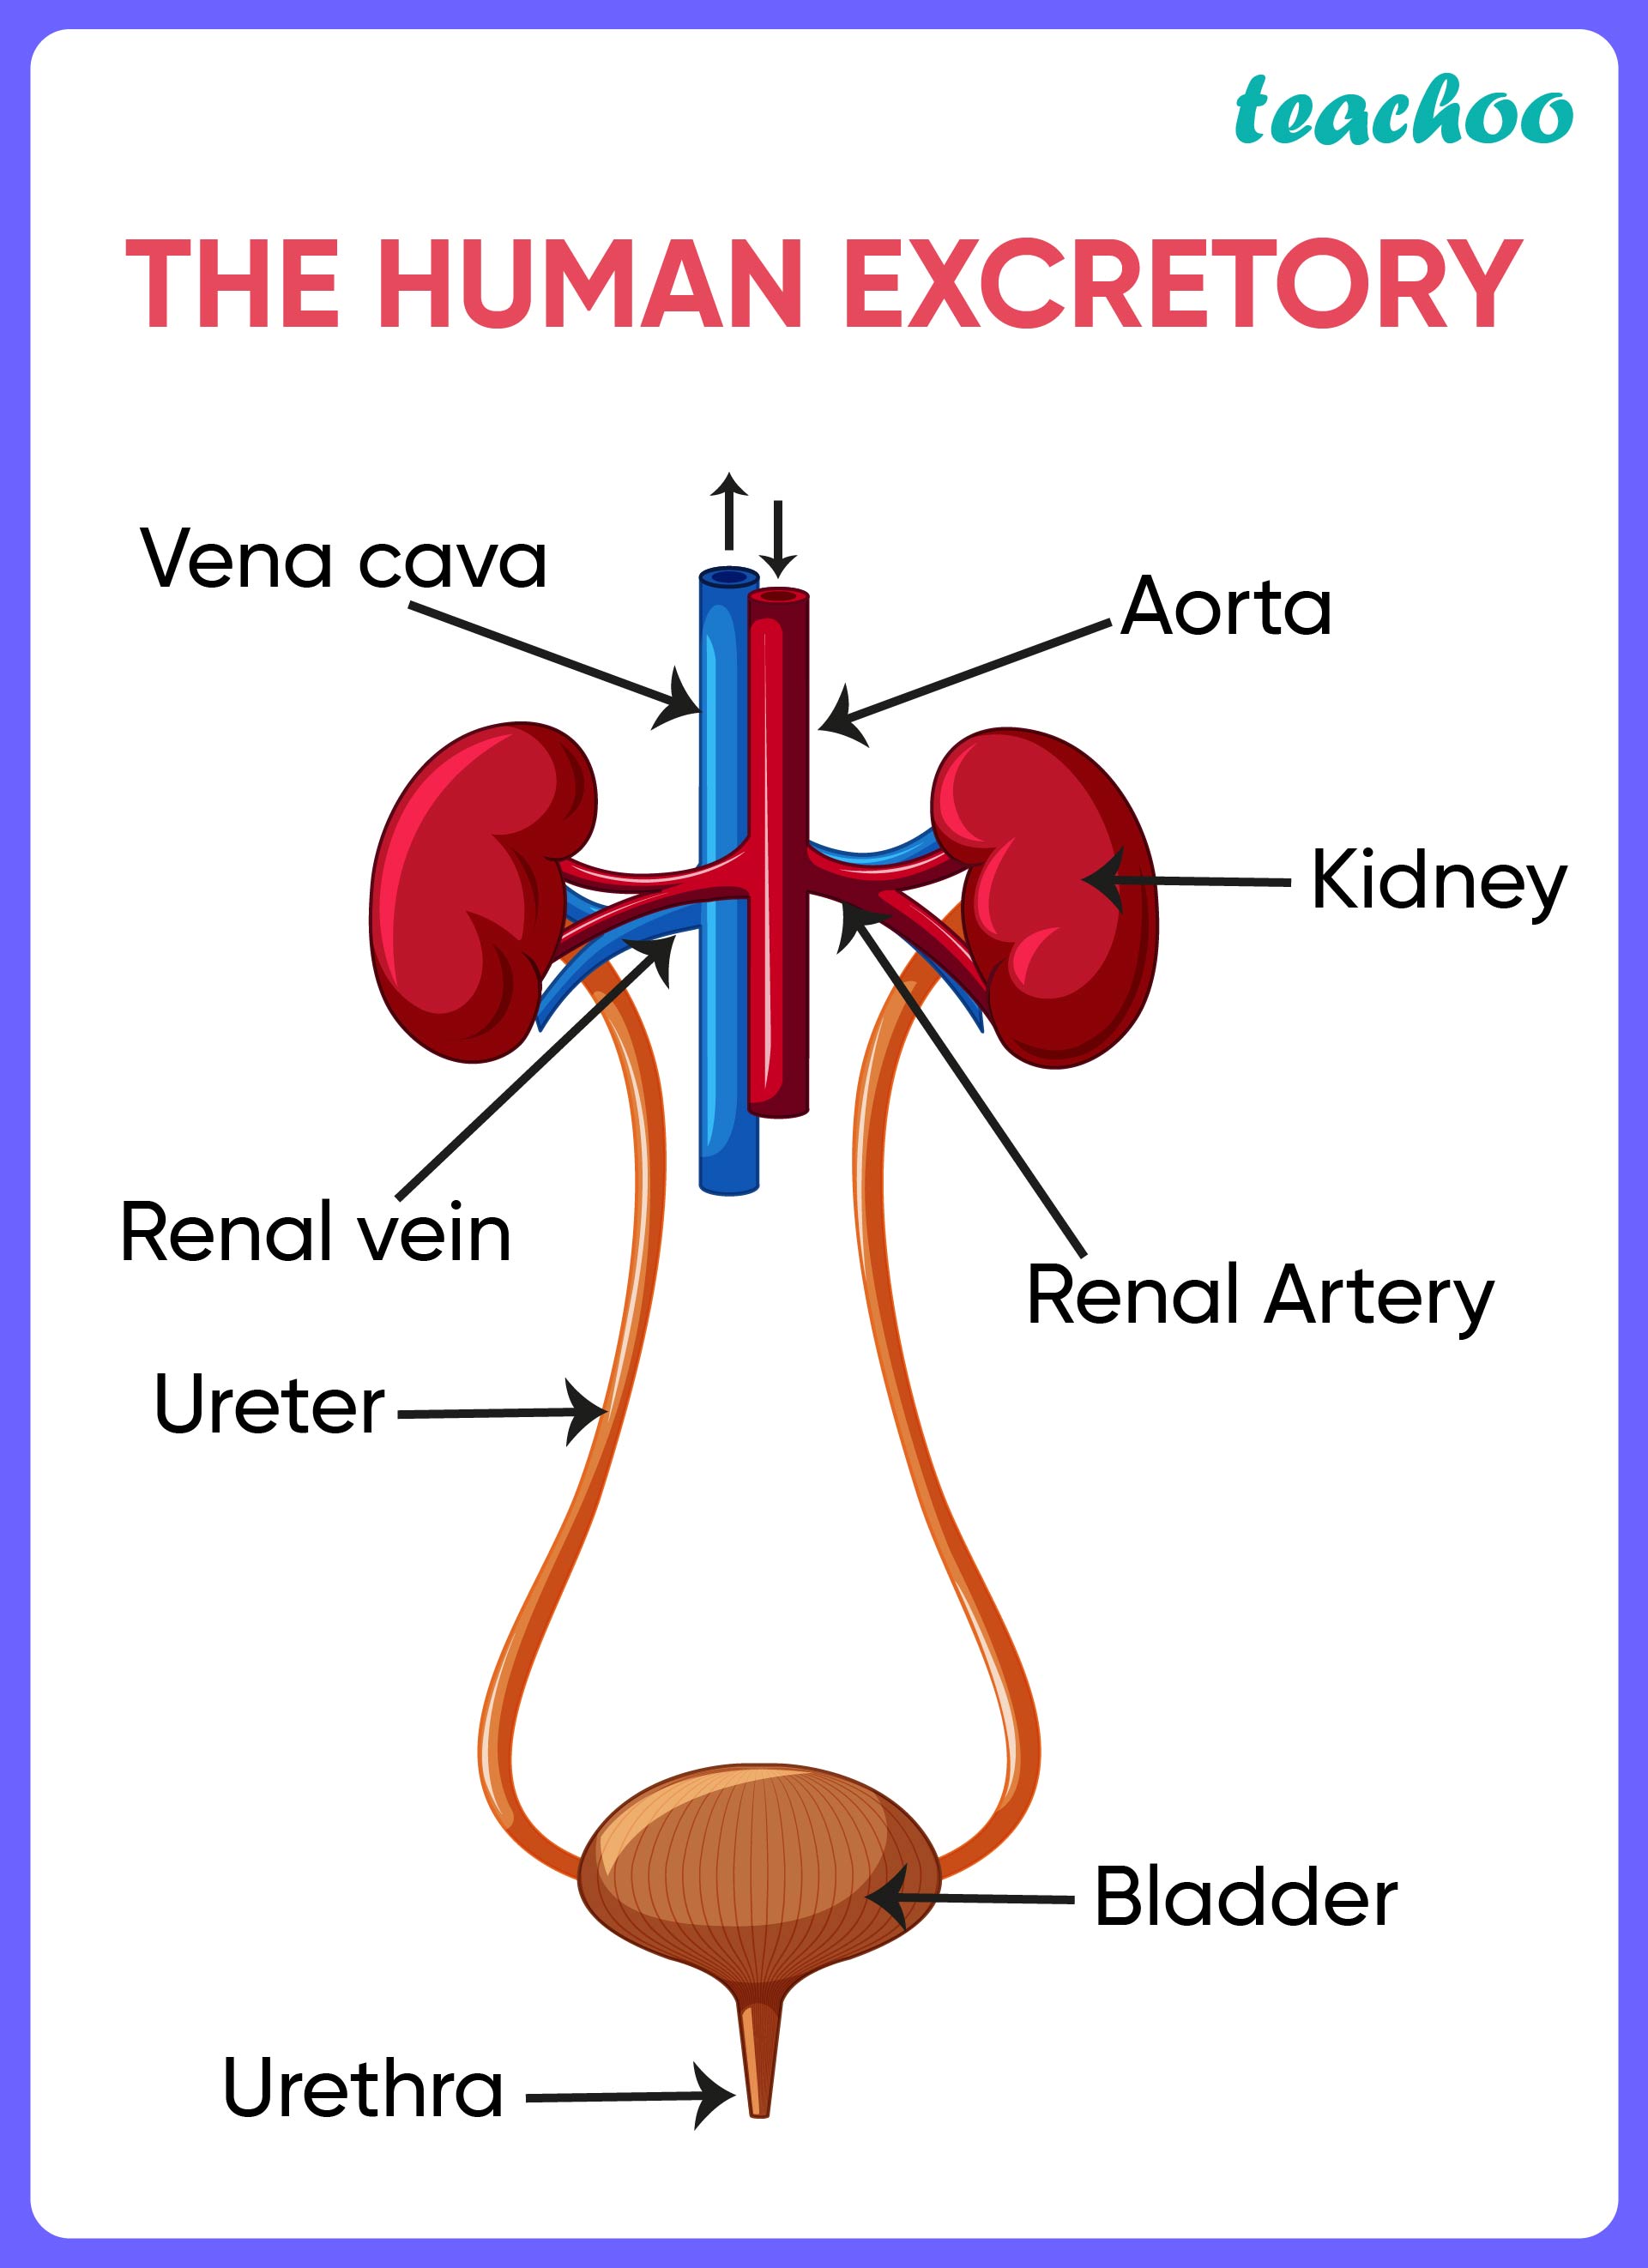 teachoo
THE HUMAN EXCRETORY
Vena cava
Aorta
Kidney
Renal vein
Renal Artery
Ureter
Bladder
Urethra